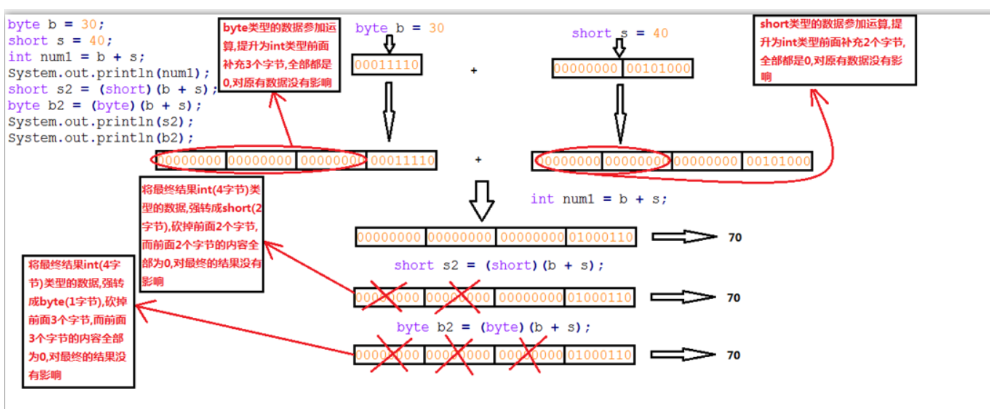 byte b = 30;
short s = 40;
int num1 = b + s;
System.out.println(num1);
short s2 = (short)(b + s);
byte b2 = (byte)(b + s);
System.out.println(s2);
System.out.println(b2);
byte类型的数据参加运
算,提升为int类型前面
补充3个字节,全部都是
0,对原有数据没有影响
byte b = 30
00011110
+
short s = 40
00000000 00101000
short类型的数据参加运算,提
升为int类型前面补充2个字节,
全部都是0,对原有数据没有影
响
00000000 00000000 00000000 00011110
+
00000000 00000000 00000000 00101000
int num1 = b + s;
00000000 00000000 00000000 01000110
70
将最终结果int(4字节)类
型的数据,强转成short(2
字节),砍掉前面2个字节,
而前面2个字节的内容全
部为0,对最终的结果没有
影响
short s2 = (short)(b + s);
00000000 00000000 00000000 01000110
70
将最终结果int(4字
节)类型的数据,强转
成byte(1字节),砍掉
前面3个字节,而前面
3个字节的内容全部
为0,对最终的结果没
有影响
byte b2 = (byte)(b + s);
00000000 00000000 00000000 01000110
70